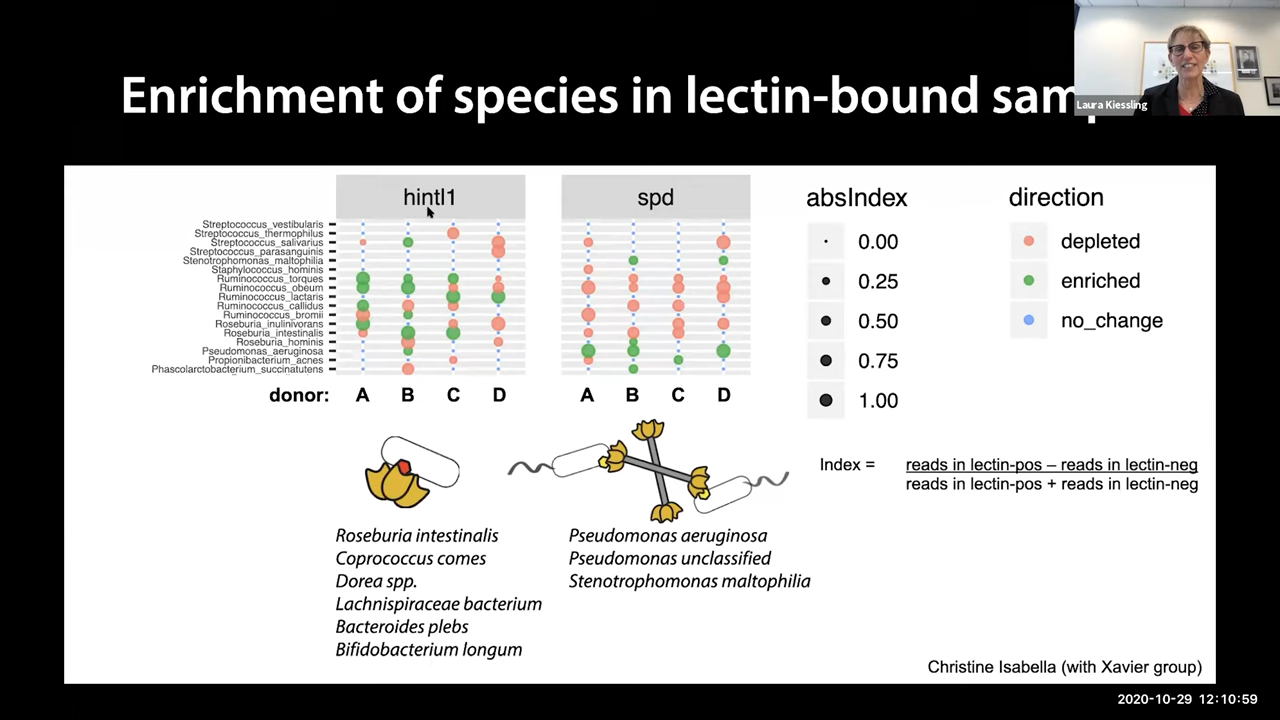 Enrichment of species in lectin-bound sam
Laura Kiessling
hintl1
spd
absIndex
direction
Streptococcus_vestibularis
Streptococcus_thermophilus
Streptococcus_salivarius
Streptococcus_parasanguinis
Stenotrophomonas_maltophilia
Staphylococcus_hominis
Ruminococcus_torques
Ruminococcus_obeum
Ruminococcus_lactaris
Ruminococcus_callidus
Ruminococcus_bromii
Roseburia_inulinivorans
Roseburia_intestinalis
Roseburia_hominis
Pseudomonas_aeruginosa
Propionibacterium_acnes
Phascolarctobacterium_succinatutens
donor: A B C D A B C D
0.00
0.25
0.50
0.75
1.00
depleted
enriched
no_change
Index = reads in lectin-pos – reads in lectin-neg
reads in lectin-pos + reads in lectin-neg
Roseburia intestinalis
Coprococcus comes
Dorea spp.
Lachnispiraceae bacterium
Bacteroides plebs
Bifidobacterium longum
Pseudomonas aeruginosa
Pseudomonas unclassified
Stenotrophomonas maltophilia
Christine Isabella (with Xavier group)
2020-10-29 12:10:59